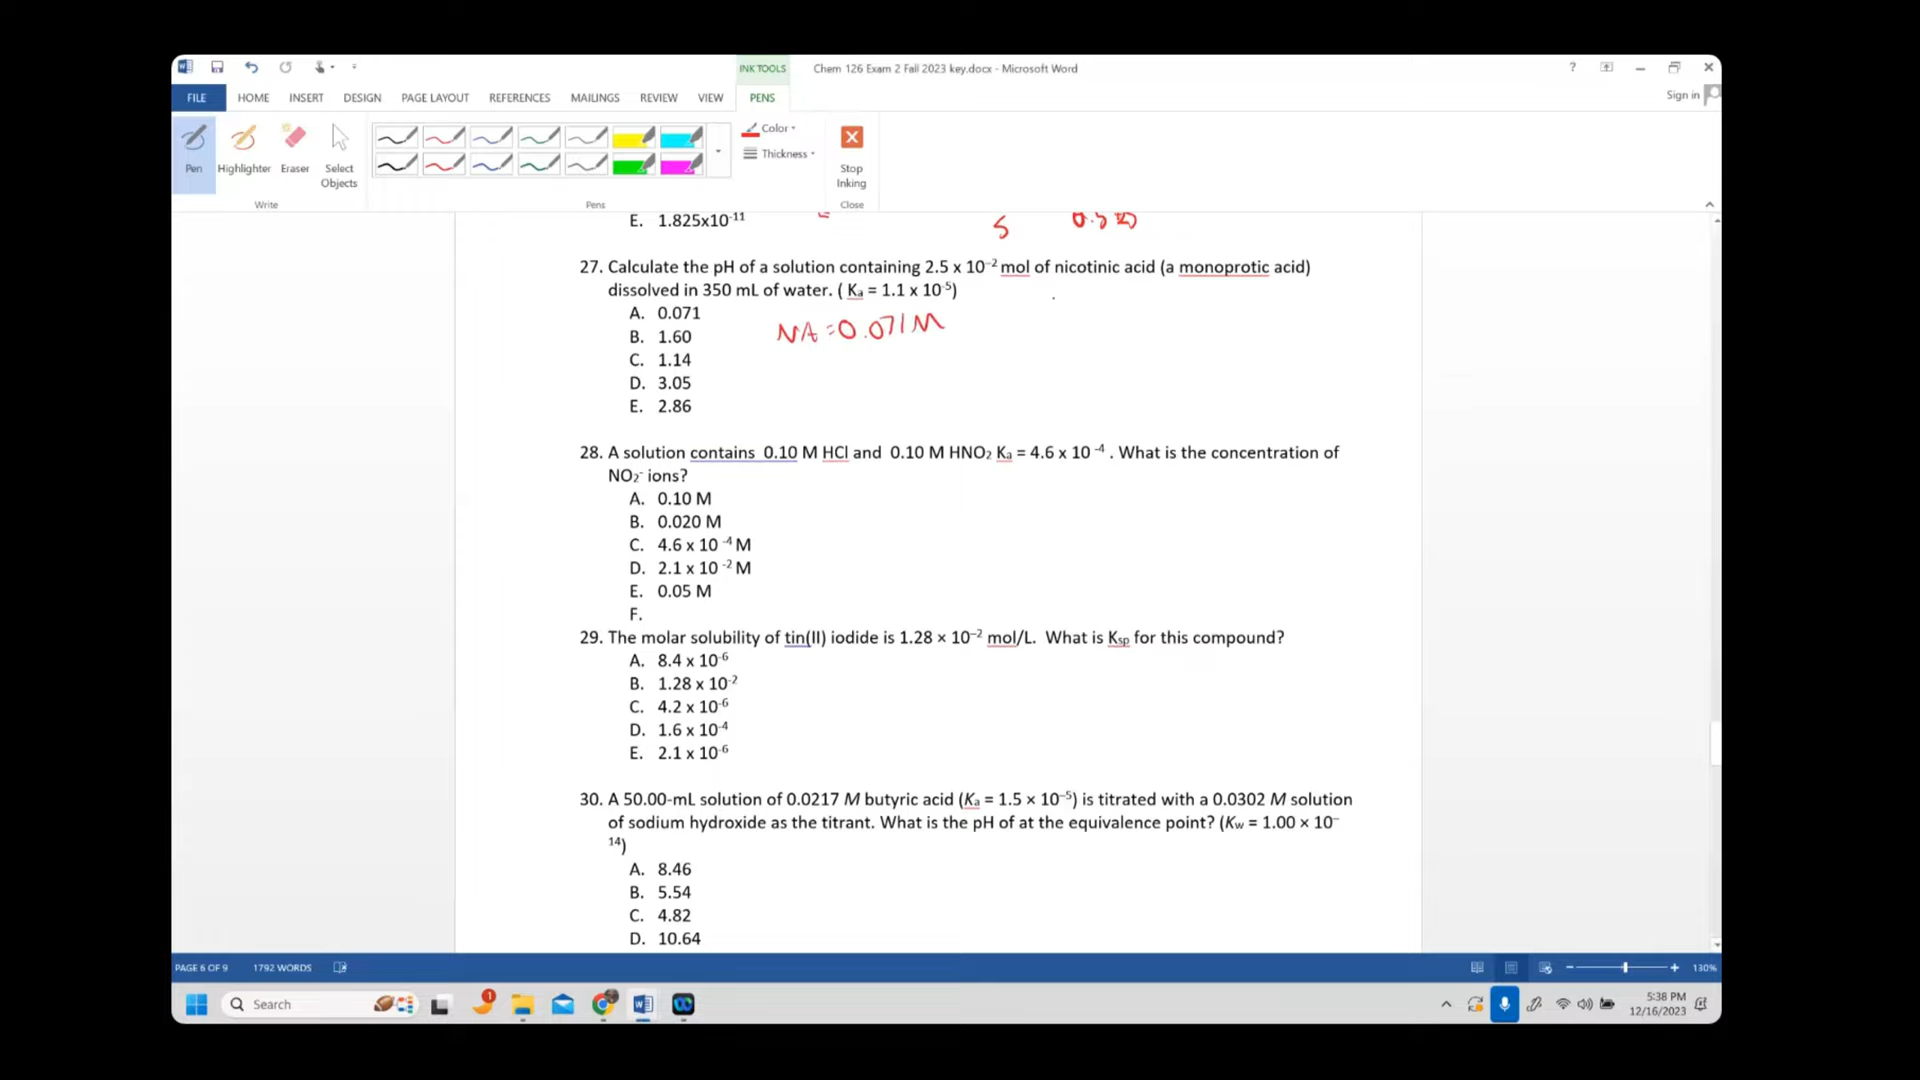 INK TOOLS
Chem 126 Exam 2 Fall 2023 key.docx - Microsoft Word
?
FILE HOME INSERT DESIGN PAGE LAYOUT REFERENCES MAILINGS REVIEW VIEW PENS
Sign in
Color
Thickness
Pen Highlighter Eraser Select Objects
Stop Inking
Write Pens Close
E. 1.825x10⁻¹¹
S
27. Calculate the pH of a solution containing 2.5 x 10⁻² mol of nicotinic acid (a monoprotic acid)
dissolved in 350 mL of water. ( Kₐ = 1.1 x 10⁻⁵)
A. 0.071
NA = 0.071 M
B. 1.60
C. 1.14
D. 3.05
E. 2.86
28. A solution contains 0.10 M HCl and 0.10 M HNO₂ Kₐ = 4.6 x 10 ⁻⁴ . What is the concentration of
NO₂⁻ ions?
A. 0.10 M
B. 0.020 M
C. 4.6 x 10 ⁻⁴ M
D. 2.1 x 10 ⁻² M
E. 0.05 M
F.
29. The molar solubility of tin(II) iodide is 1.28 × 10⁻² mol/L. What is Ksp for this compound?
A. 8.4 x 10⁻⁶
B. 1.28 x 10⁻²
C. 4.2 x 10⁻⁶
D. 1.6 x 10⁻⁴
E. 2.1 x 10⁻⁶
30. A 50.00-mL solution of 0.0217 M butyric acid (Kₐ = 1.5 × 10⁻⁵) is titrated with a 0.0302 M solution
of sodium hydroxide as the titrant. What is the pH of at the equivalence point? (Kw = 1.00 × 10⁻
¹⁴)
A. 8.46
B. 5.54
C. 4.82
D. 10.64
PAGE 6 OF 9 1792 WORDS
130%
Search
1
5:38 PM
12/16/2023